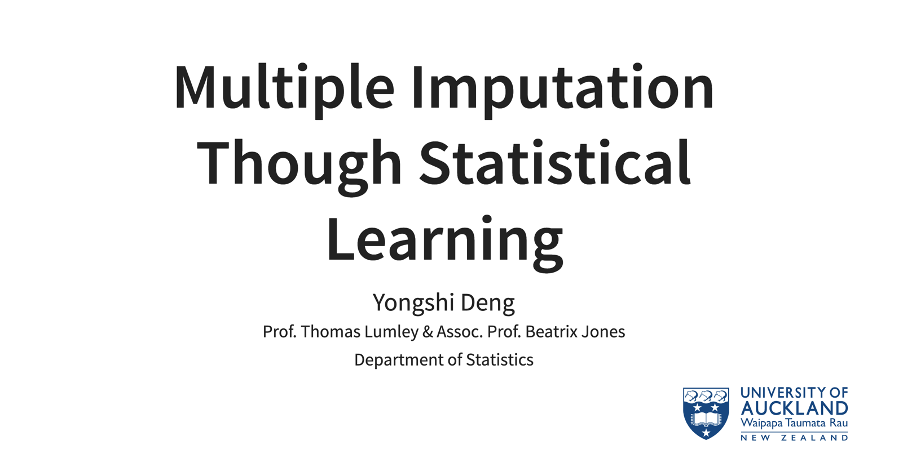 Multiple Imputation
Though Statistical
Learning
Yongshi Deng
Prof. Thomas Lumley & Assoc. Prof. Beatrix Jones
Department of Statistics
UNIVERSITY OF
AUCKLAND
Waipapa Taumata Rau
NEW ZEALAND